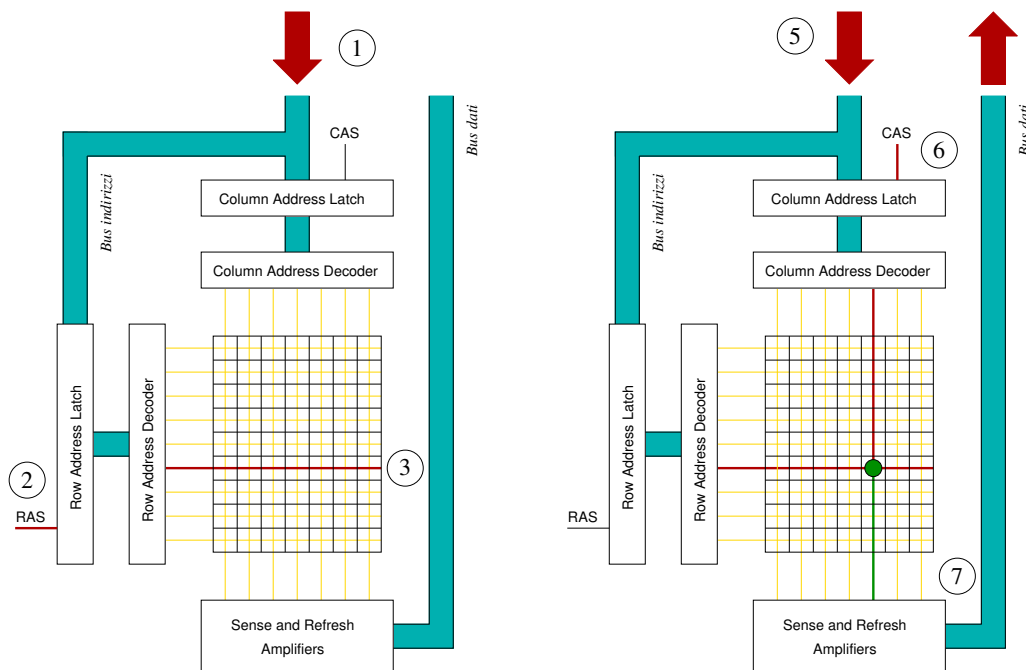 1
CAS
Bus dati
Bus indirizzi
Column Address Latch
Column Address Decoder
Row Address Latch
Row Address Decoder
2
RAS
3
Sense and Refresh
Amplifiers
5
CAS
6
Bus dati
Bus indirizzi
Column Address Latch
Column Address Decoder
Row Address Latch
Row Address Decoder
RAS
7
Sense and Refresh
Amplifiers